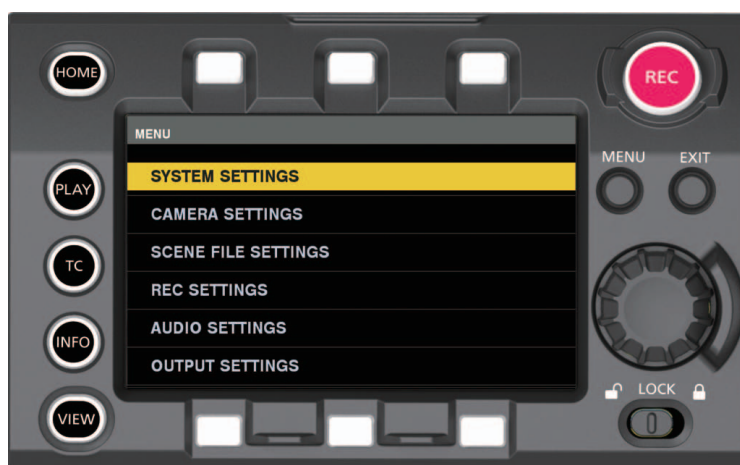 HOME
REC
MENU
MENU EXIT
SYSTEM SETTINGS
PLAY
CAMERA SETTINGS
SCENE FILE SETTINGS
TC
REC SETTINGS
AUDIO SETTINGS
INFO
OUTPUT SETTINGS
LOCK
VIEW